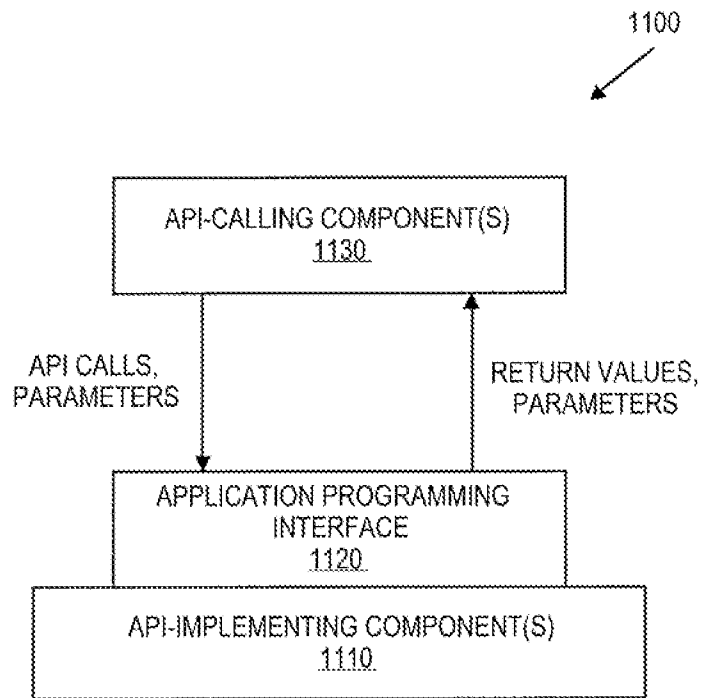 1100
API-CALLING COMPONENT(S)
1130
API CALLS,
PARAMETERS
RETURN VALUES,
PARAMETERS
APPLICATION PROGRAMMING
INTERFACE
1120
API-IMPLEMENTING COMPONENT(S)
1110